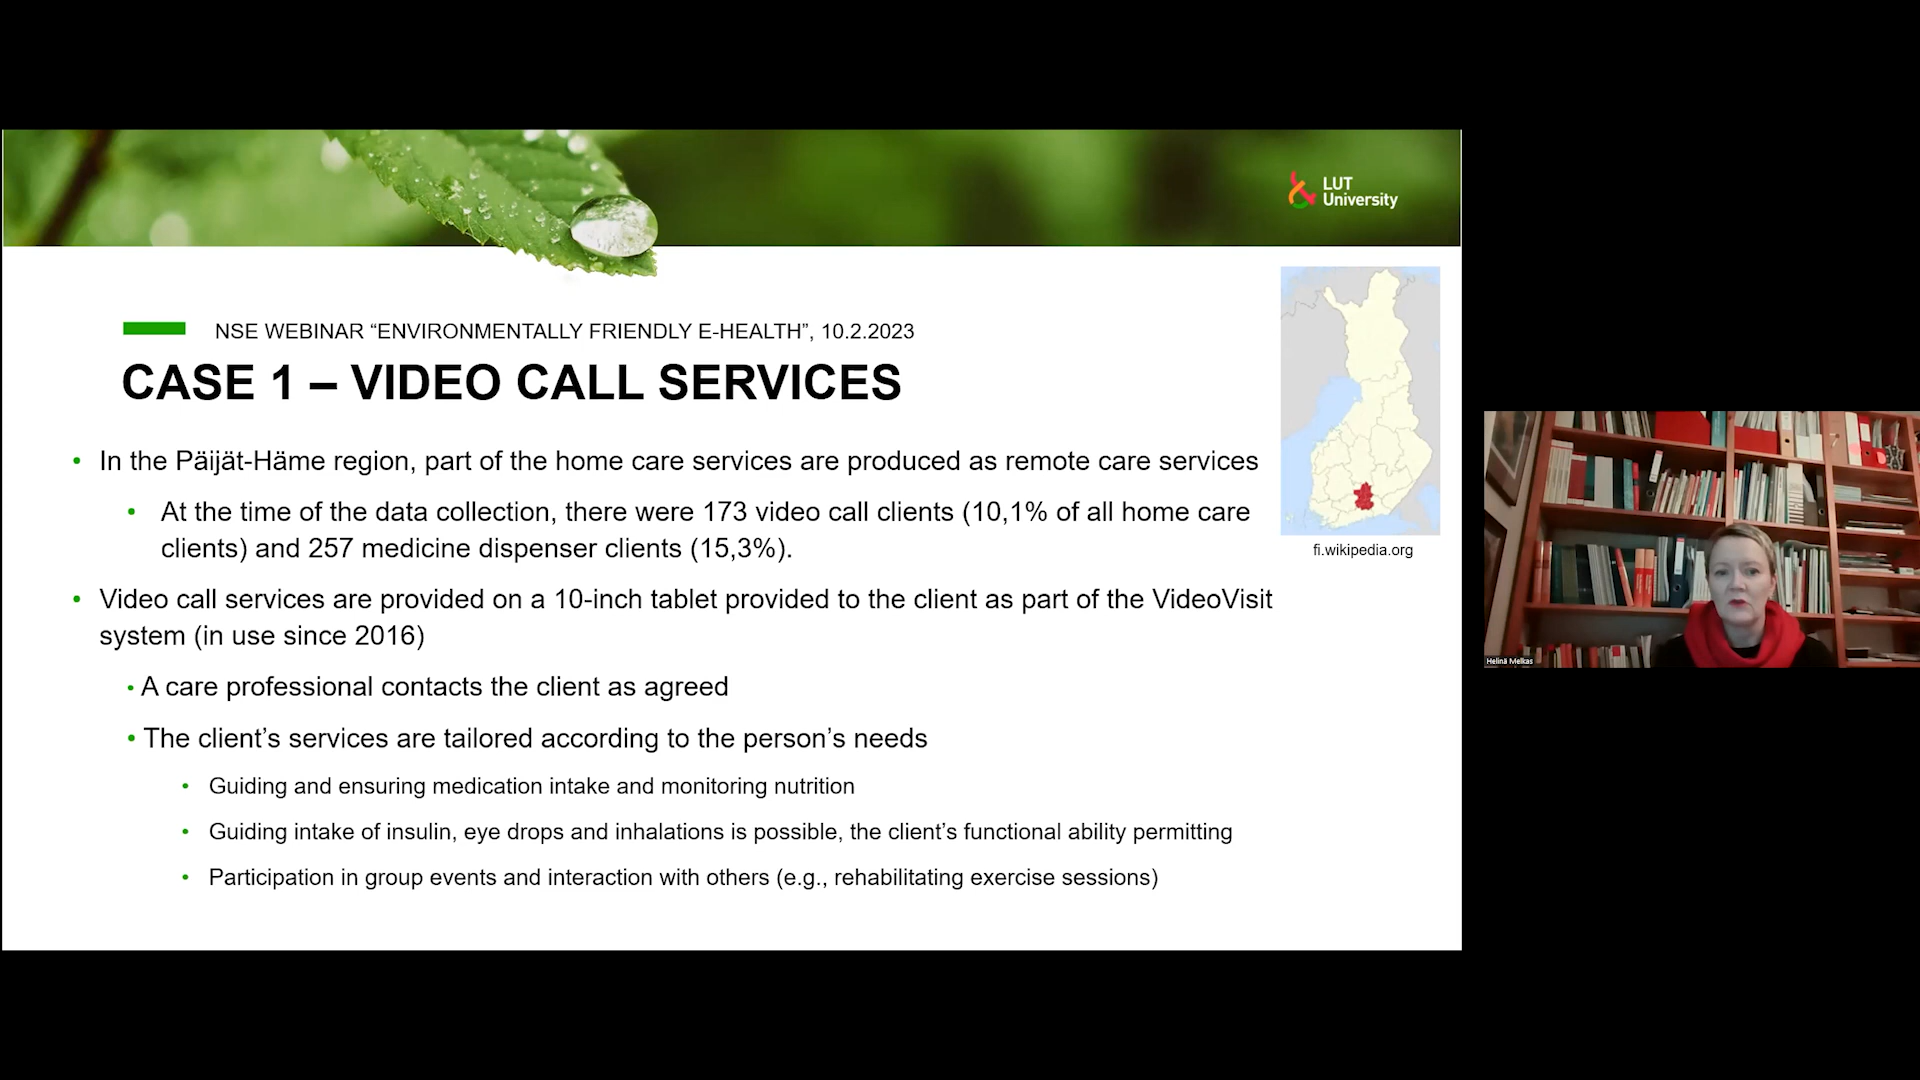 LUT
University
NSE WEBINAR “ENVIRONMENTALLY FRIENDLY E-HEALTH”, 10.2.2023
CASE 1 – VIDEO CALL SERVICES
• In the Päijät-Häme region, part of the home care services are produced as remote care services
• At the time of the data collection, there were 173 video call clients (10,1% of all home care
clients) and 257 medicine dispenser clients (15,3%).
fi.wikipedia.org
• Video call services are provided on a 10-inch tablet provided to the client as part of the VideoVisit
system (in use since 2016)
• A care professional contacts the client as agreed
• The client’s services are tailored according to the person’s needs
• Guiding and ensuring medication intake and monitoring nutrition
• Guiding intake of insulin, eye drops and inhalations is possible, the client’s functional ability permitting
• Participation in group events and interaction with others (e.g., rehabilitating exercise sessions)
Helinä Melkas